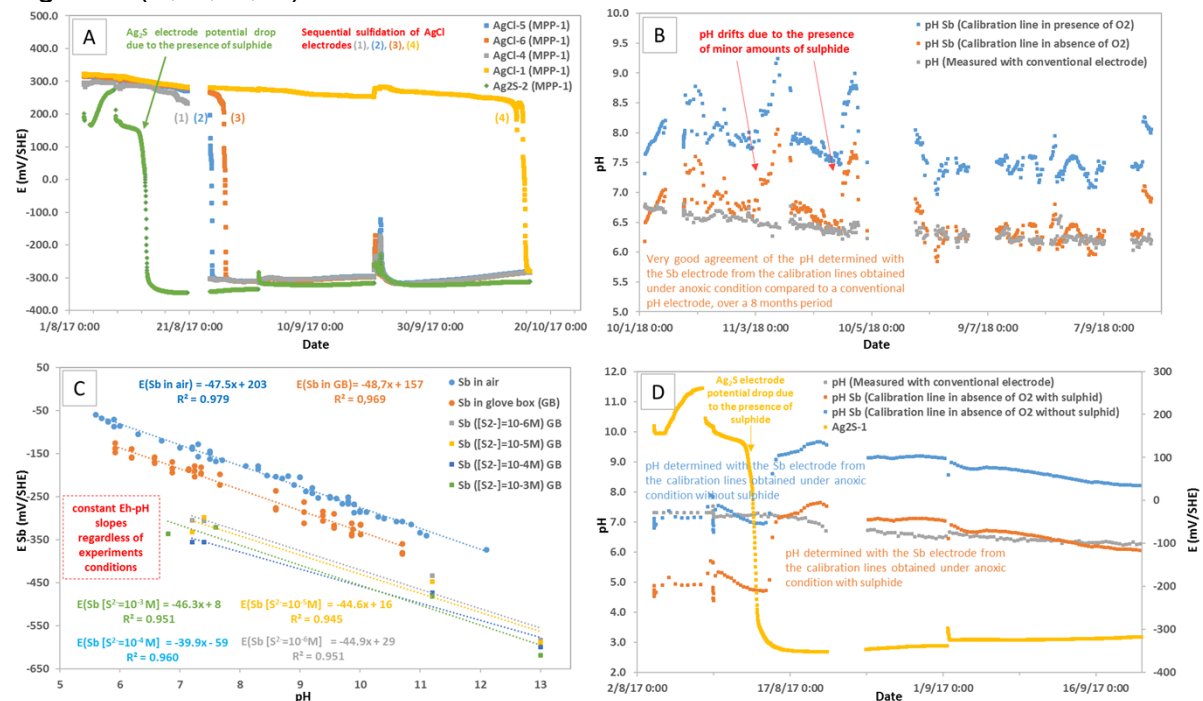 A
Ag₂S electrode potential drop
due to the presence of sulphide
Sequential sulfidation of AgCl
electrodes (1), (2), (3), (4)
AgCl-5 (MPP-1)
AgCl-6 (MPP-1)
AgCl-4 (MPP-1)
AgCl-1 (MPP-1)
Ag2S-2 (MPP-1)
(1) (2) (3) (4)
500.0
400.0
300.0
200.0
100.0
0.0
-100.0
-200.0
-300.0
-400.0
E (mV/SHE)
1/8/17 0:00 21/8/17 0:00 10/9/17 0:00 30/9/17 0:00 20/10/17 0:00
Date
B
pH drifts due to the presence
of minor amounts of sulphide
pH Sb (Calibration line in presence of O2)
pH Sb (Calibration line in absence of O2)
pH (Measured with conventional electrode)
Very good agreement of the pH determined with
the Sb electrode from the calibration lines obtained
under anoxic condition compared to a conventional
pH electrode, over a 8 months period
10.0
9.5
9.0
8.5
8.0
7.5
7.0
6.5
6.0
5.5
5.0
pH
10/1/18 0:00 11/3/18 0:00 10/5/18 0:00 9/7/18 0:00 7/9/18 0:00
Date
C
E(Sb in air) = -47.5x + 203
R² = 0.979
E(Sb in GB) = -48,7x + 157
R² = 0,969
Sb in air
Sb in glove box (GB)
Sb ([S2-]=10-6M) GB
Sb ([S2-]=10-5M) GB
Sb ([S2-]=10-4M) GB
Sb ([S2-]=10-3M) GB
constant Eh-pH
slopes
regardless of
experiments
conditions
E(Sb [S²⁻=10⁻³M] = -46.3x + 8
R² = 0.951
E(Sb [S²⁻=10⁻⁵M] = -44.6x + 16
R² = 0.945
E(Sb [S²⁻=10⁻⁴M] = -39.9x - 59
R² = 0.960
E(Sb [S²⁻=10⁻⁶M] = -44.9x + 29
R² = 0.951
50
-50
-150
-250
-350
-450
-550
-650
E Sb (mV/SHE)
5 6 7 8 9 10 11 12 13
pH
D
Ag₂S electrode
potential drop due
to the presence of
sulphide
pH (Measured with conventional electrode)
pH Sb (Calibration line in absence of O2 with sulphid)
pH Sb (Calibration line in absence of O2 without sulphid)
Ag2S-1
pH determined with the Sb electrode from
the calibration lines obtained under anoxic
condition without sulphide
pH determined with the Sb electrode from
the calibration lines obtained under anoxic
condition with sulphide
12.0
11.0
10.0
9.0
8.0
7.0
6.0
5.0
4.0
3.0
2.0
pH
300
200
100
0
-100
-200
-300
-400
E (mV/SHE)
2/8/17 0:00 17/8/17 0:00 1/9/17 0:00 16/9/17 0:00
Date